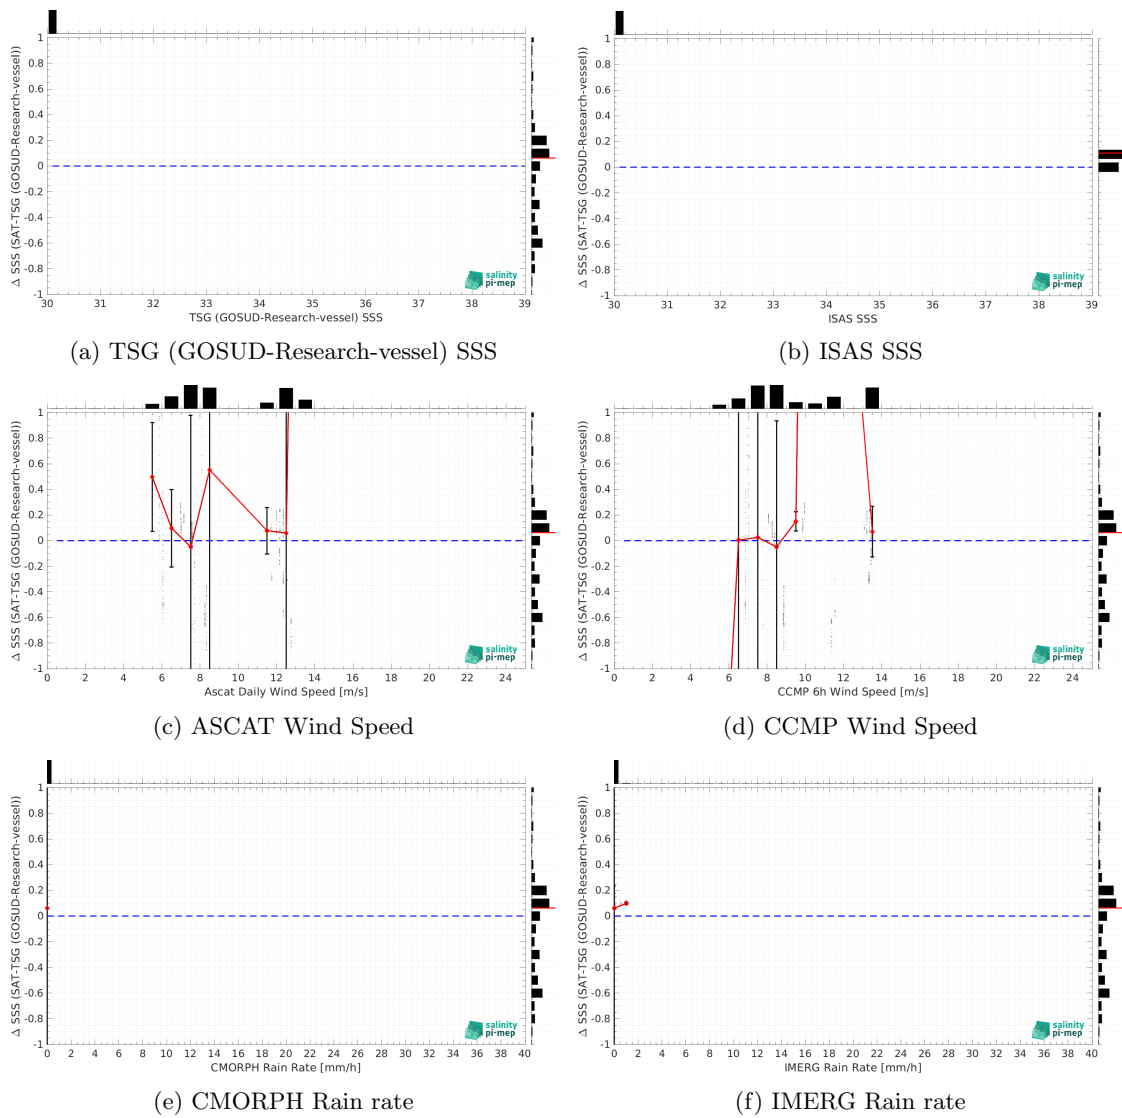 Δ SSS (SAT-TSG (GOSUD-Research-vessel))
1
0.8
0.6
0.4
0.2
0
-0.2
-0.4
-0.6
-0.8
-1
30 31 32 33 34 35 36 37 38 39
TSG (GOSUD-Research-vessel) SSS
salinity
pi-mep
(a) TSG (GOSUD-Research-vessel) SSS
Δ SSS (SAT-TSG (GOSUD-Research-vessel))
1
0.8
0.6
0.4
0.2
0
-0.2
-0.4
-0.6
-0.8
-1
30 31 32 33 34 35 36 37 38 39
ISAS SSS
salinity
pi-mep
(b) ISAS SSS
Δ SSS (SAT-TSG (GOSUD-Research-vessel))
1
0.8
0.6
0.4
0.2
0
-0.2
-0.4
-0.6
-0.8
-1
0 2 4 6 8 10 12 14 16 18 20 22 24
Ascat Daily Wind Speed [m/s]
salinity
pi-mep
(c) ASCAT Wind Speed
Δ SSS (SAT-TSG (GOSUD-Research-vessel))
1
0.8
0.6
0.4
0.2
0
-0.2
-0.4
-0.6
-0.8
-1
0 2 4 6 8 10 12 14 16 18 20 22 24
CCMP 6h Wind Speed [m/s]
salinity
pi-mep
(d) CCMP Wind Speed
Δ SSS (SAT-TSG (GOSUD-Research-vessel))
1
0.8
0.6
0.4
0.2
0
-0.2
-0.4
-0.6
-0.8
-1
0 2 4 6 8 10 12 14 16 18 20 22 24 26 28 30 32 34 36 38 40
CMORPH Rain Rate [mm/h]
salinity
pi-mep
(e) CMORPH Rain rate
Δ SSS (SAT-TSG (GOSUD-Research-vessel))
1
0.8
0.6
0.4
0.2
0
-0.2
-0.4
-0.6
-0.8
-1
0 2 4 6 8 10 12 14 16 18 20 22 24 26 28 30 32 34 36 38 40
IMERG Rain Rate [mm/h]
salinity
pi-mep
(f) IMERG Rain rate